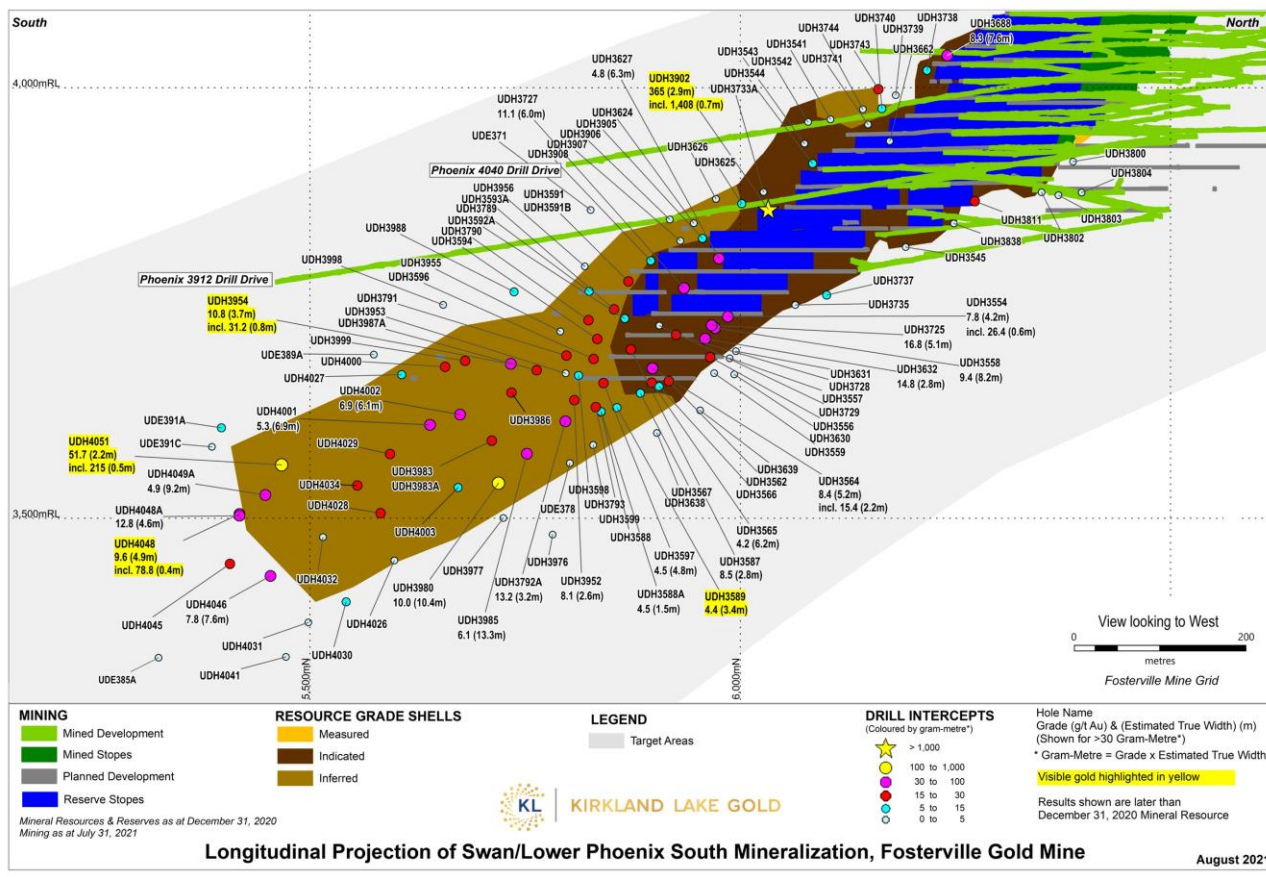 South
North
UDH3740
UDH3738
UDH3744
UDH3739
UDH3688
8.3 (7.6m)
UDH3541
UDH3743
UDH3543
UDH3662
UDH3542
UDH3741
UDH3627
4.8 (6.3m)
UDH3544
UDH3902
365 (2.9m)
incl. 1,408 (0.7m)
UDH3733A
4,000mRL
UDH3727
11.1 (6.0m)
UDH3624
UDH3905
UDE371
UDH3906
UDH3907
UDH3626
UDH3908
UDH3625
UDH3800
Phoenix 4040 Drill Drive
UDH3804
UDH3956
UDH3591
UDH3593A
UDH3591B
UDH3789
UDH3811
UDH3803
UDH3988
UDH3592A
UDH3790
UDH3802
UDH3594
UDH3838
UDH3998
UDH3955
UDH3545
UDH3596
Phoenix 3912 Drill Drive
UDH3737
UDH3954
10.8 (3.7m)
incl. 31.2 (0.8m)
UDH3791
UDH3735
UDH3554
7.8 (4.2m)
incl. 26.4 (0.6m)
UDH3953
UDH3987A
UDH3725
16.8 (5.1m)
UDH3999
UDE389A
UDH4000
UDH3558
9.4 (8.2m)
UDH3632
14.8 (2.8m)
UDH3631
UDH4027
UDH3728
UDH4002
6.9 (6.1m)
UDH3557
UDH3729
UDH4001
5.3 (6.9m)
UDH3986
UDH3556
UDE391A
UDH3630
UDH4051
51.7 (2.2m)
incl. 215 (0.5m)
UDE391C
UDH4029
UDH3559
UDH3639
UDH4049A
4.9 (9.2m)
UDH3983
UDH3562
UDH3564
8.4 (5.2m)
incl. 15.4 (2.2m)
UDH4034
UDH3983A
UDH3598
UDH3567
UDH3566
UDH4048A
12.8 (4.6m)
UDH4028
UDE378
UDH3793
UDH3638
UDH3599
3,500mRL
UDH4003
UDH3588
UDH3565
4.2 (6.2m)
UDH4048
9.6 (4.9m)
incl. 78.8 (0.4m)
UDH3976
UDH3597
4.5 (4.8m)
UDH3587
8.5 (2.8m)
UDH4032
UDH3977
UDH3980
10.0 (10.4m)
UDH3792A
13.2 (3.2m)
UDH3952
8.1 (2.6m)
UDH3588A
4.5 (1.5m)
UDH3589
4.4 (3.4m)
UDH4046
7.8 (7.6m)
UDH4045
UDH4026
UDH3985
6.1 (13.3m)
UDH4031
UDH4030
UDE385A
UDH4041
5,500mN
6,000mN
View looking to West
0 200
metres
Fosterville Mine Grid
MINING
Mined Development
Mined Stopes
Planned Development
Reserve Stopes
Mineral Resources & Reserves as at December 31, 2020
Mining as at July 31, 2021
RESOURCE GRADE SHELLS
Measured
Indicated
Inferred
LEGEND
Target Areas
KL
KIRKLAND LAKE GOLD
DRILL INTERCEPTS
(Coloured by gram-metre*)
> 1,000
100 to 1,000
30 to 100
15 to 30
5 to 15
0 to 5
Hole Name
Grade (g/t Au) & (Estimated True Width) (m)
(Shown for >30 Gram-Metre*)
* Gram-Metre = Grade x Estimated True Width
Visible gold highlighted in yellow
Results shown are later than
December 31, 2020 Mineral Resource
Longitudinal Projection of Swan/Lower Phoenix South Mineralization, Fosterville Gold Mine
August 2021